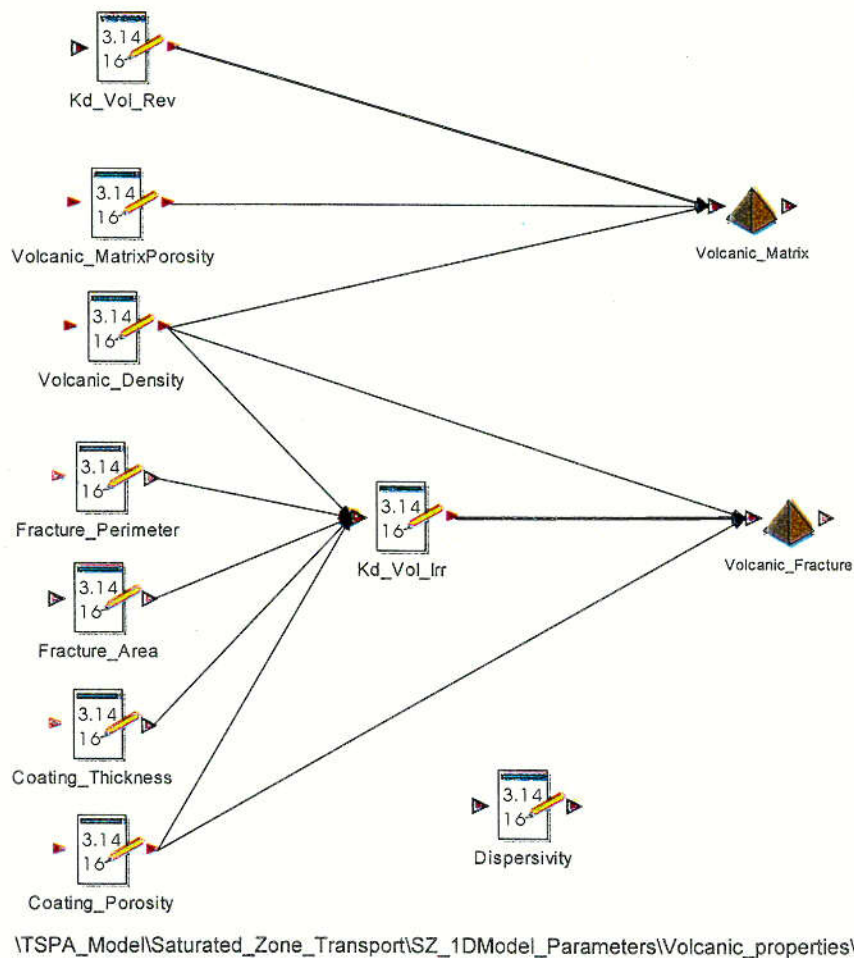 3.14
16
Kd_Vol_Rev
3.14
16
Volcanic_MatrixPorosity
Volcanic_Matrix
3.14
16
Volcanic_Density
3.14
16
Fracture_Perimeter
3.14
16
Kd_Vol_Irr
Volcanic_Fracture
3.14
16
Fracture_Area
3.14
16
Coating_Thickness
3.14
16
Dispersivity
3.14
16
Coating_Porosity
\TSPA_Model\Saturated_Zone_Transport\SZ_1DModel_Parameters\Volcanic_properties\